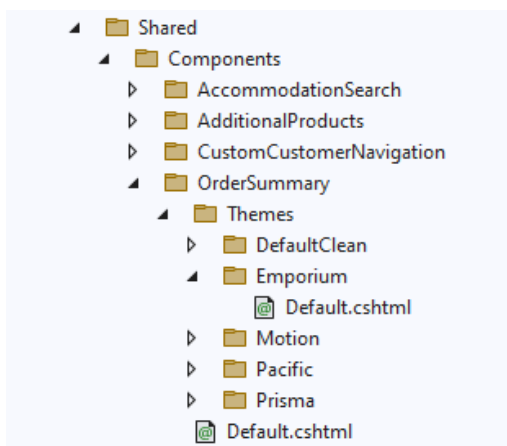 Shared
Components
AccommodationSearch
AdditionalProducts
CustomCustomerNavigation
OrderSummary
Themes
DefaultClean
Emporium
Default.cshtml
Motion
Pacific
Prisma
Default.cshtml